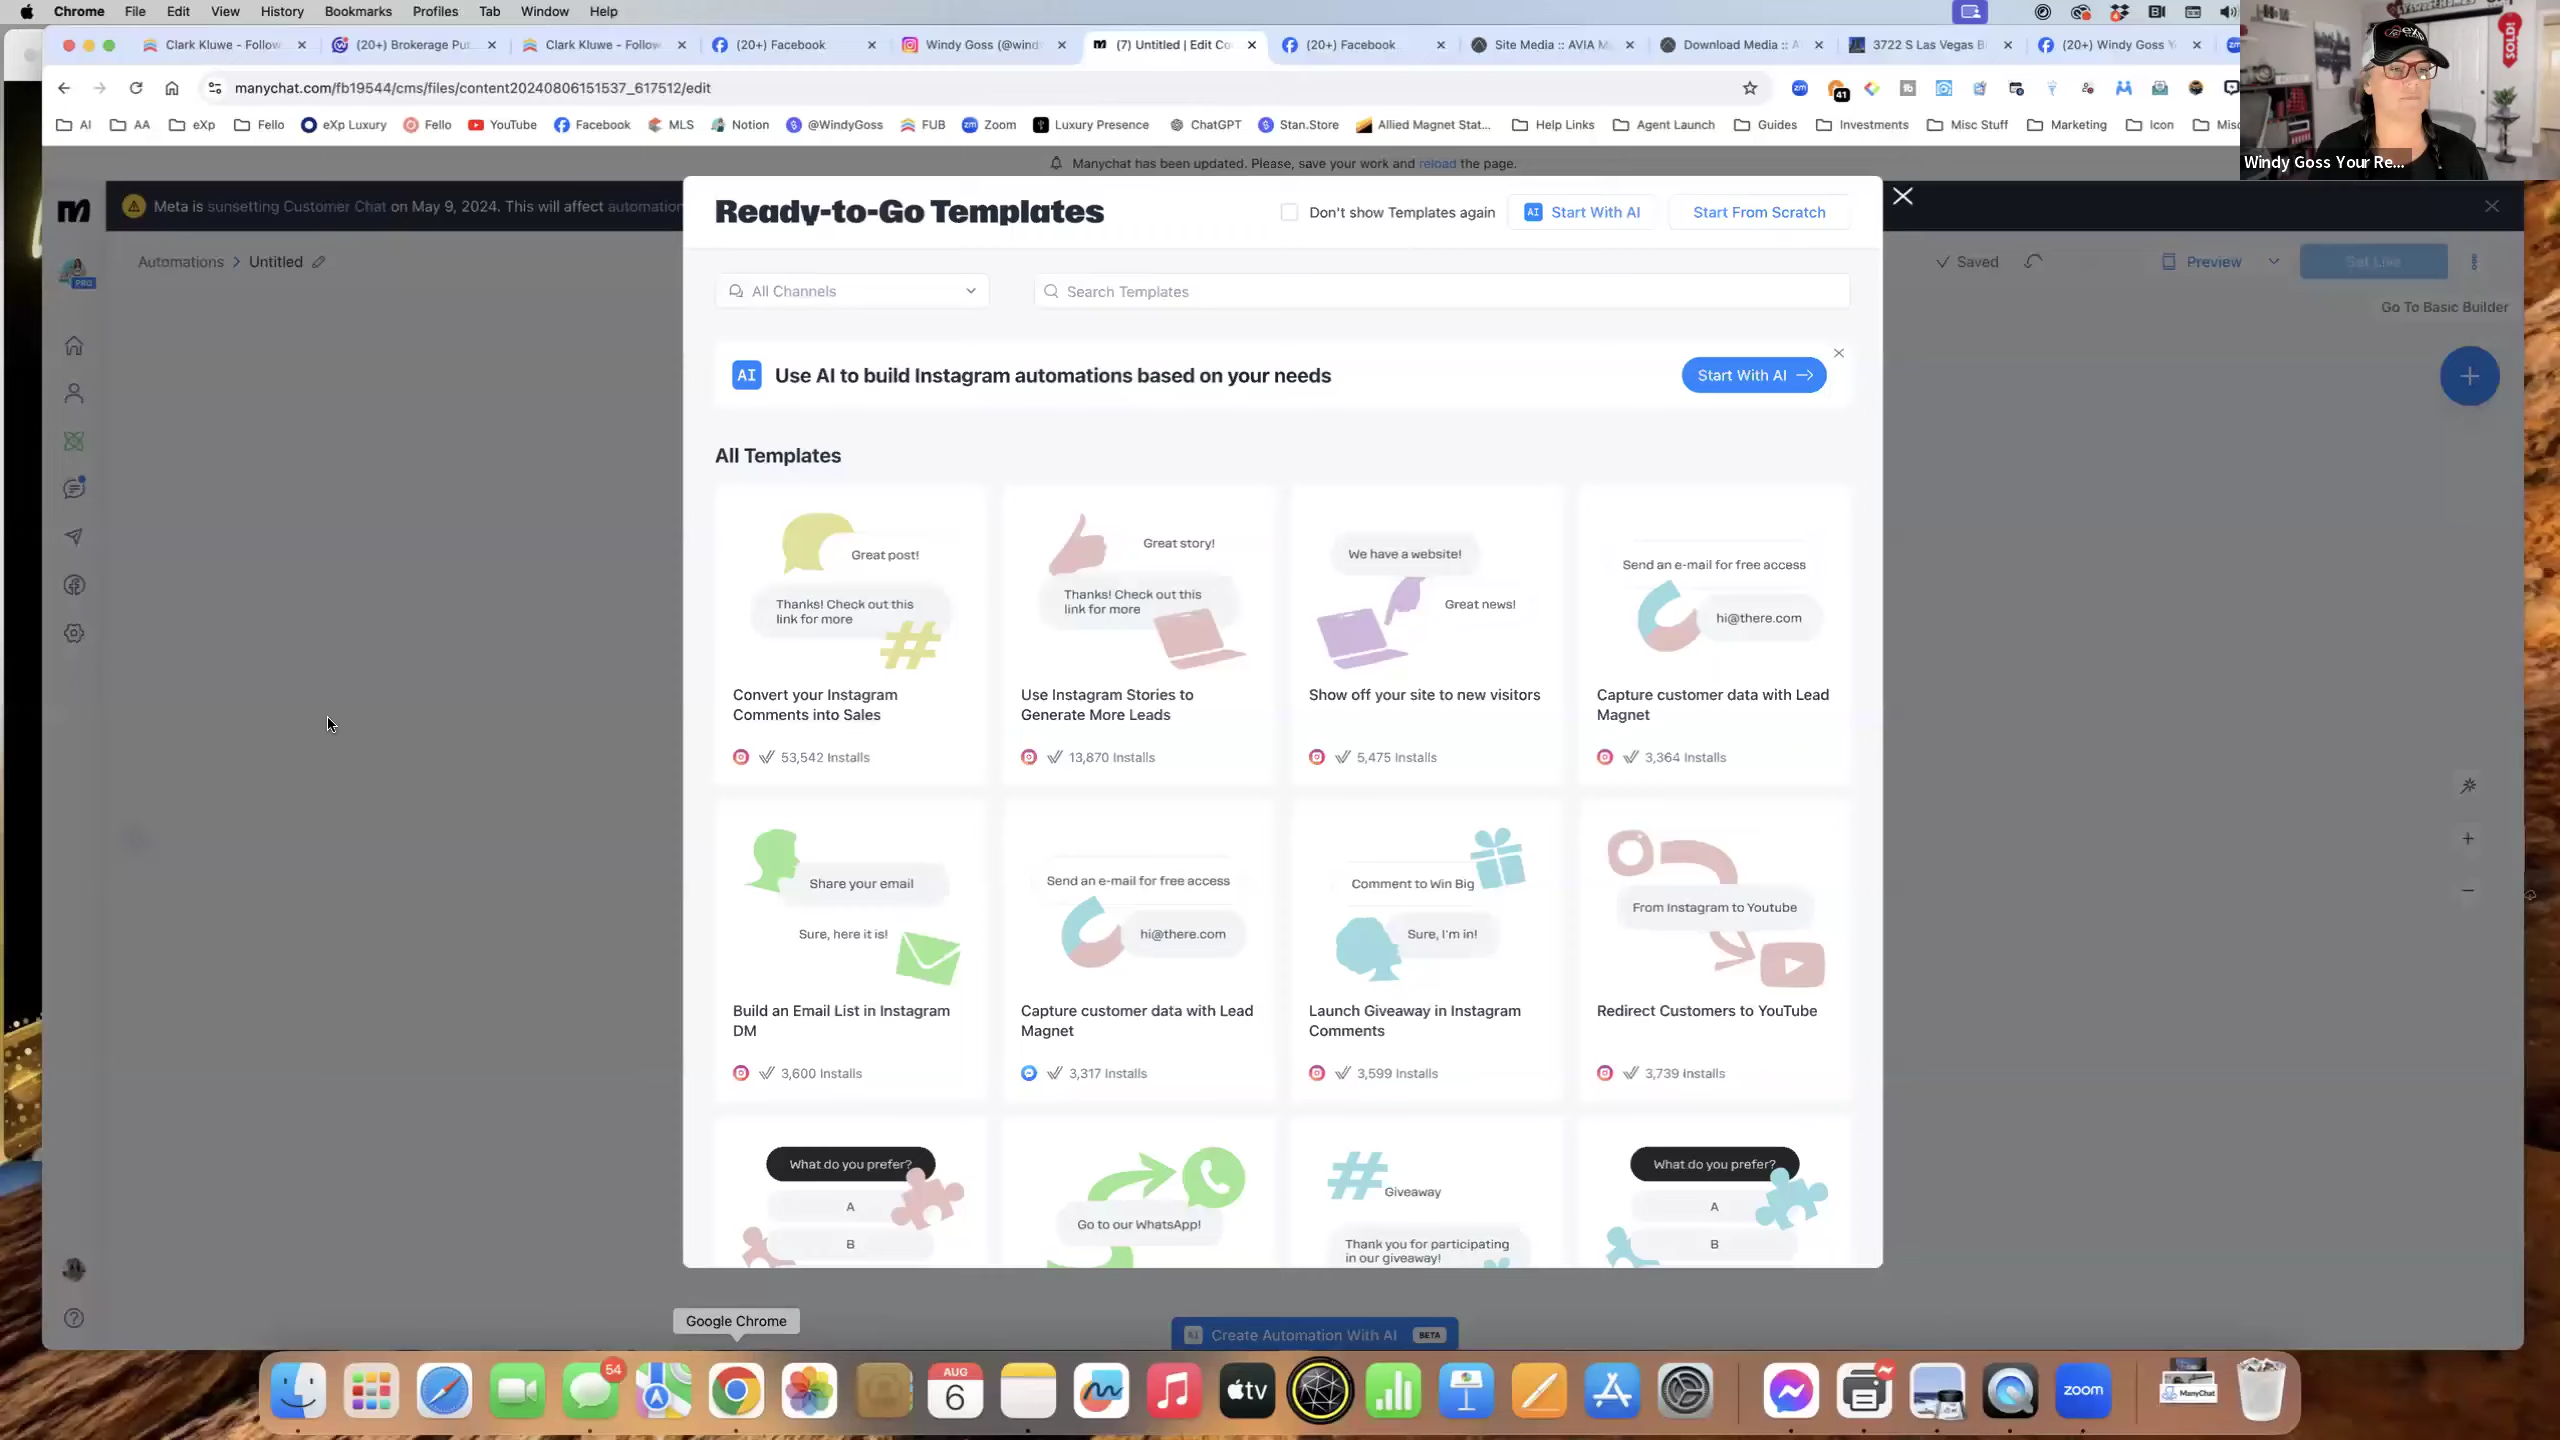 Chrome File Edit View History Bookmarks Profiles Tab Window Help
Clark Kluwe - Follow
(20+) Brokerage Pu
Clark Kluwe - Follow
(20+) Facebook
Windy Goss (@wind
(7) Untitled | Edit Co
(20+) Facebook
Site Media :: AVIA M
Download Media :: A
3722 S Las Vegas B
(20+) Windy Goss Y
manychat.com/fb19544/cms/files/content20240806151537_617512/edit
41
AI AA eXp Fello eXp Luxury Fello YouTube Facebook MLS Notion @WindyGoss FUB Zoom Luxury Presence ChatGPT Stan.Store Allied Magnet Stat... Help Links Agent Launch Guides Investments Misc Stuff Marketing Icon Misc
SOLD!
Windy Goss Your Re...
Manychat has been updated. Please, save your work and reload the page.
Meta is sunsetting Customer Chat on May 9, 2024. This will affect automation
PRO
Automations > Untitled
Saved
Preview
Set Live
Go To Basic Builder
Ready-to-Go Templates
Don't show Templates again
AI Start With AI
Start From Scratch
All Channels
Search Templates
AI Use AI to build Instagram automations based on your needs
Start With AI
All Templates
Great post!
Thanks! Check out this
link for more
Convert your Instagram
Comments into Sales
53,542 Installs
Great story!
Thanks! Check out this
link for more
Use Instagram Stories to
Generate More Leads
13,870 Installs
We have a website!
Great news!
Show off your site to new visitors
5,475 Installs
Send an e-mail for free access
hi@there.com
Capture customer data with Lead
Magnet
3,364 Installs
Share your email
Sure, here it is!
Build an Email List in Instagram
DM
3,600 Installs
Send an e-mail for free access
hi@there.com
Capture customer data with Lead
Magnet
3,317 Installs
Comment to Win Big
Sure, I'm in!
Launch Giveaway in Instagram
Comments
3,599 Installs
From Instagram to Youtube
Redirect Customers to YouTube
3,739 Installs
What do you prefer?
A
B
Go to our WhatsApp!
# Giveaway
Thank you for participating
in our giveaway!
What do you prefer?
A
B
Google Chrome
AI Create Automation With AI BETA
54
AUG
6
tv
zoom
ManyChat